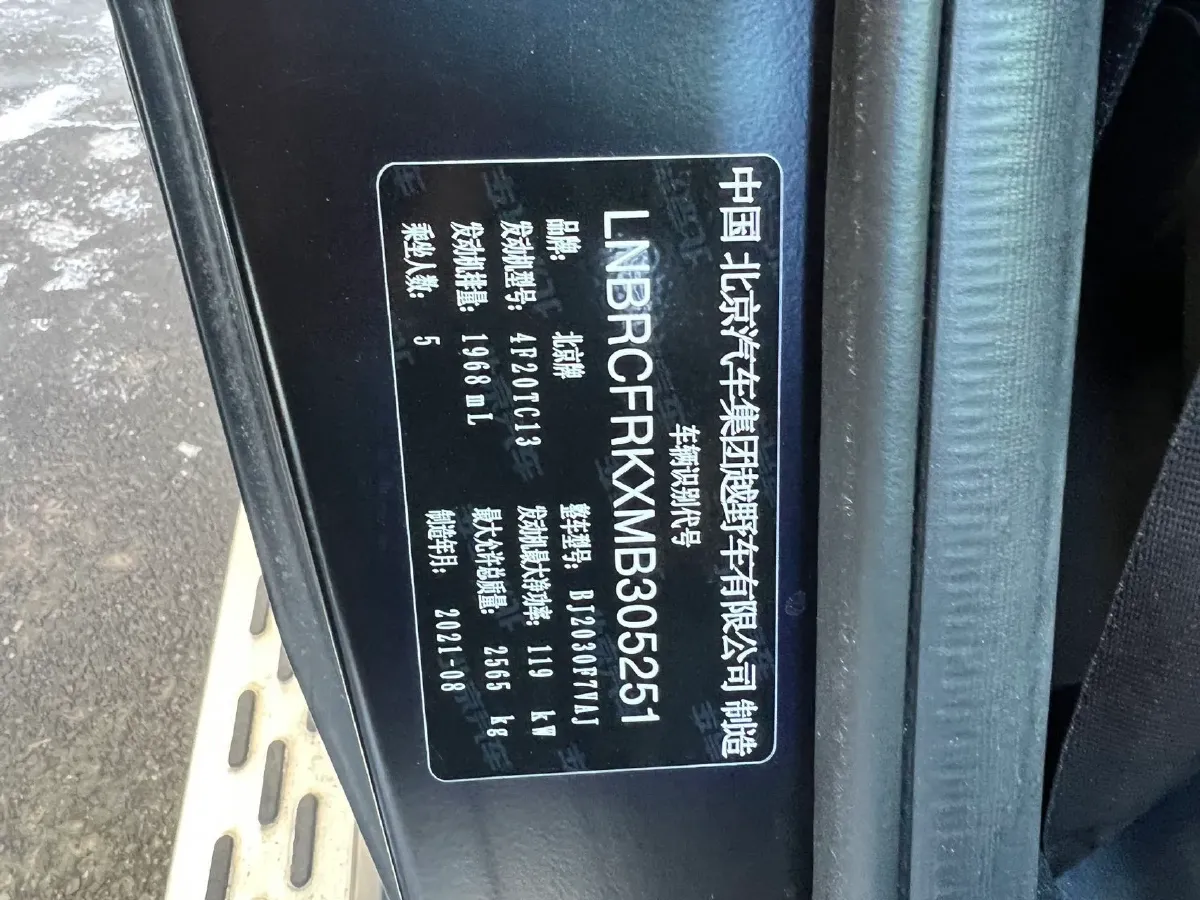 中国 北京汽车集团越野车有限公司 制造
车辆识别代号
LNBRCFRKXMB305251
品牌: 北京牌 整车型号: BJ2030F7VAJ
发动机型号: 4F20TC13 发动机最大净功率: 119 kW
发动机排量: 1968mL 最大允许总质量: 2565 kg
乘坐人数: 5 制造年月: 2021-08